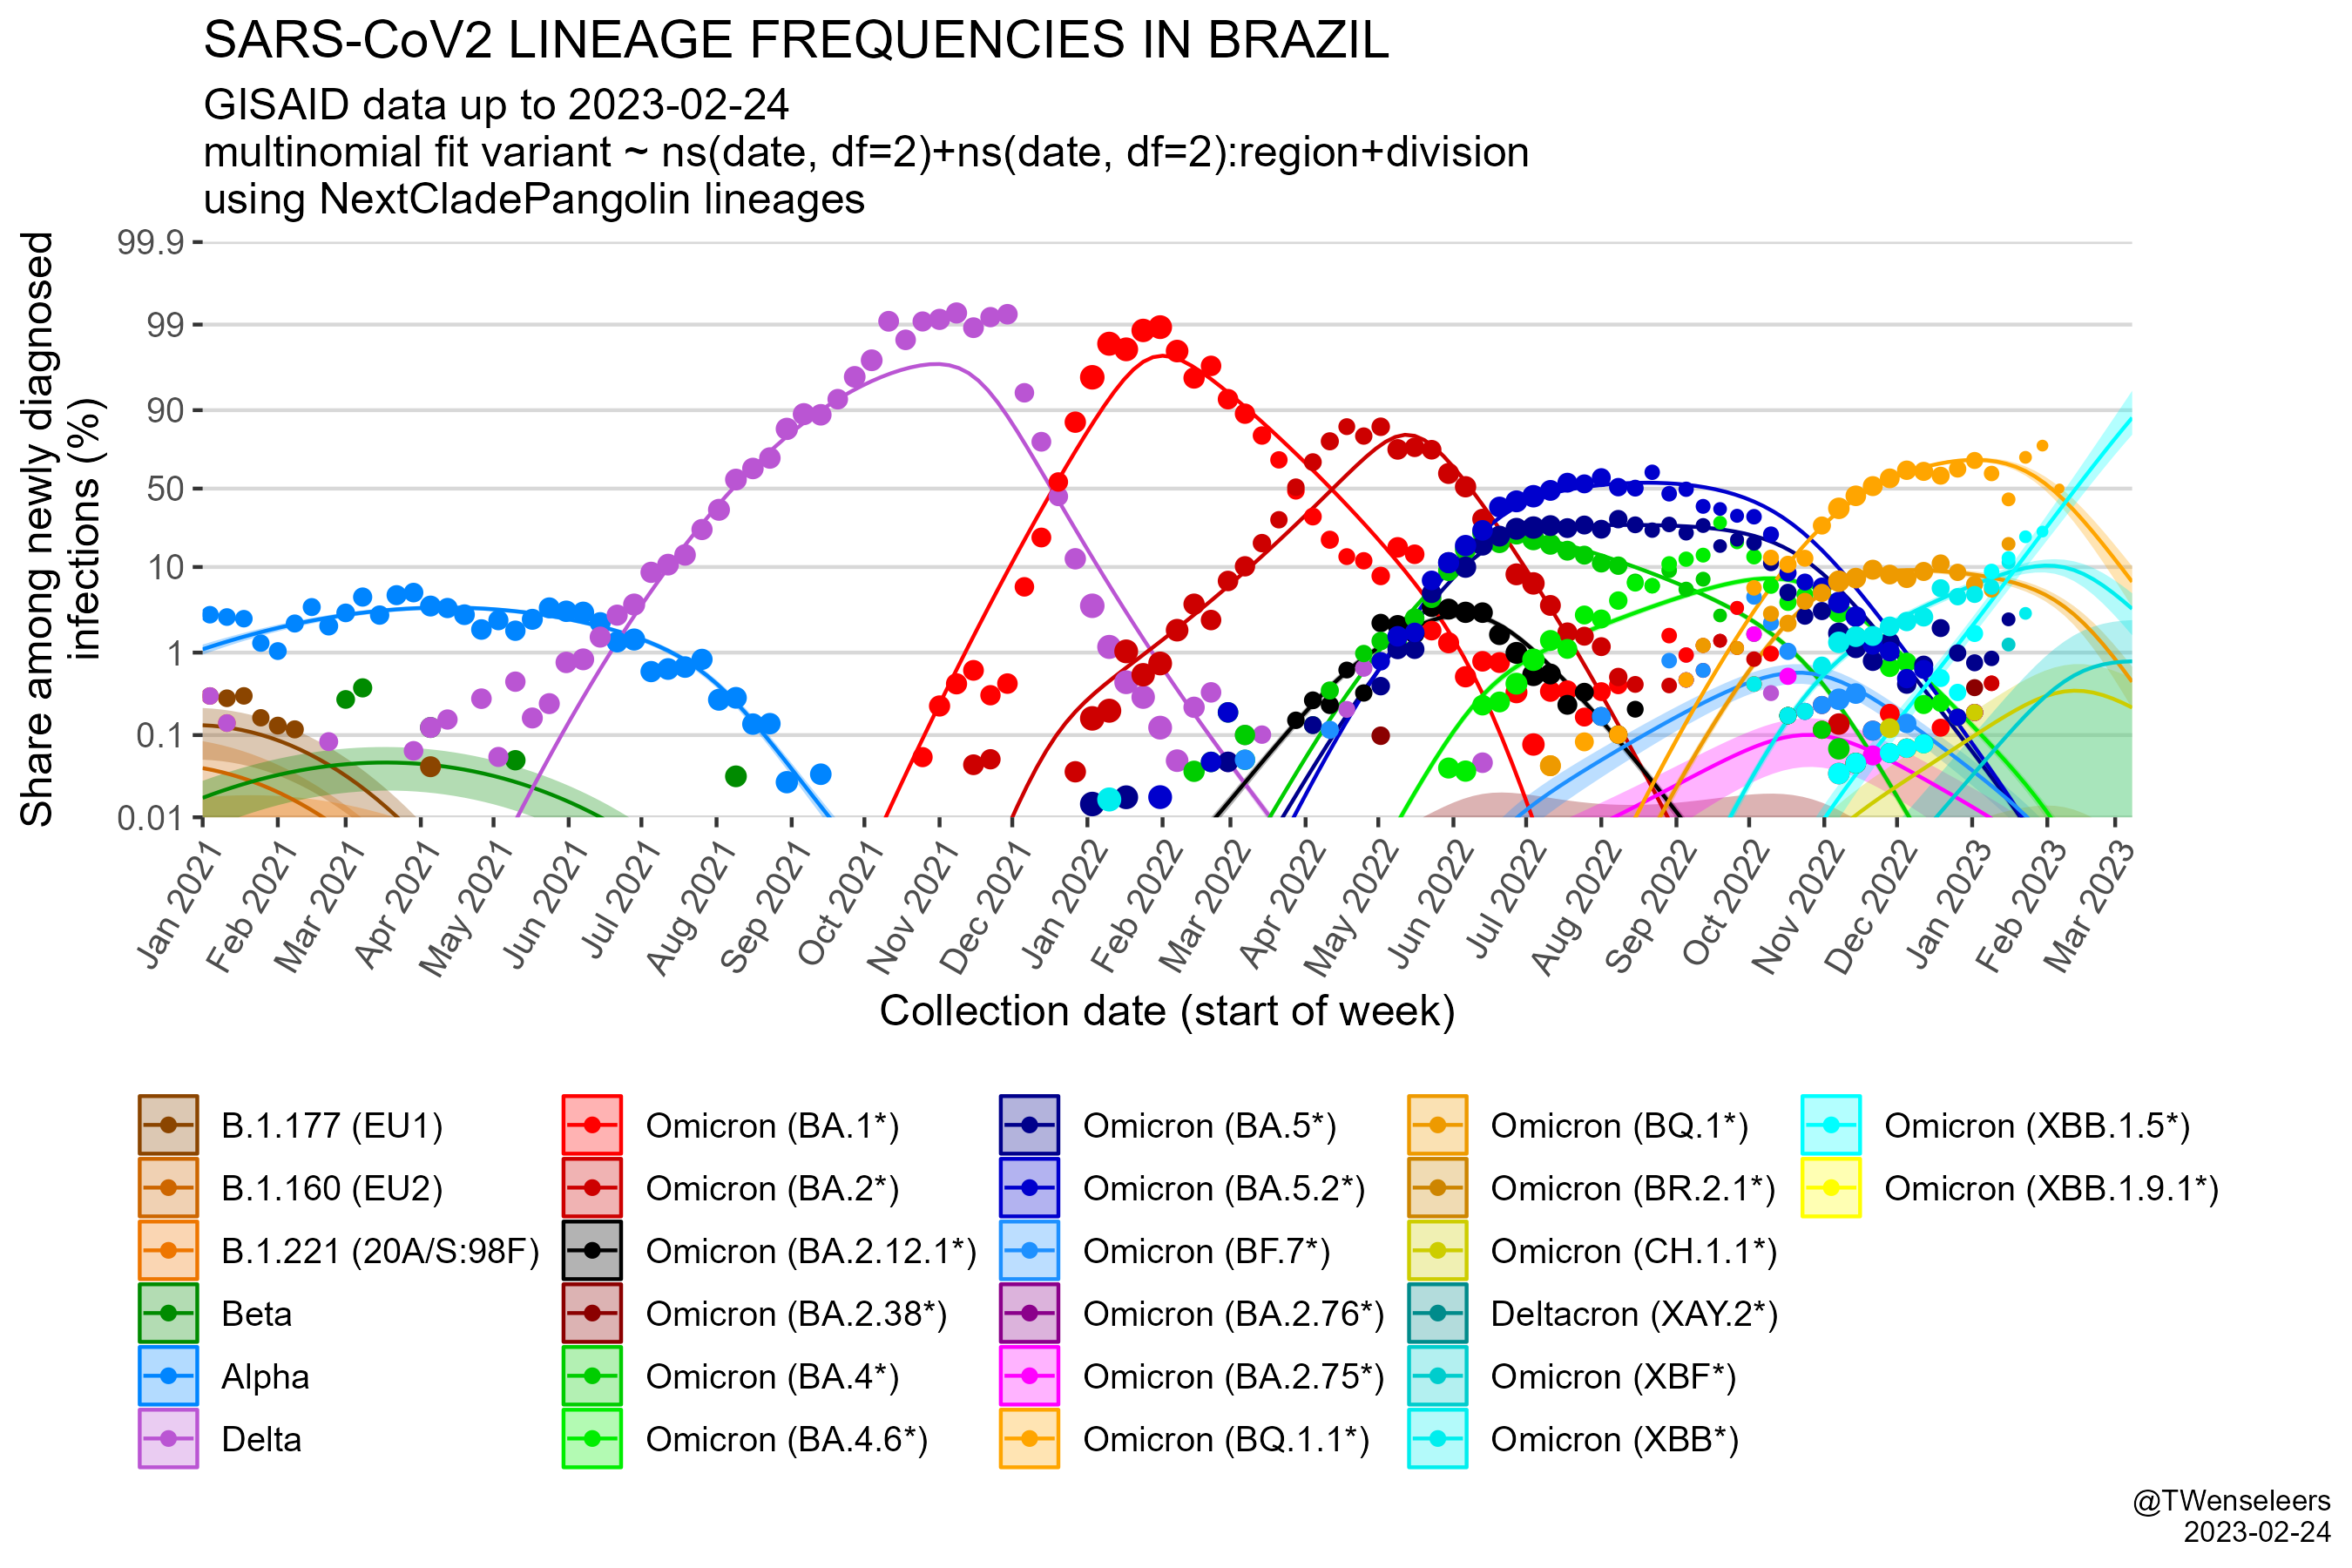 SARS-CoV2 LINEAGE FREQUENCIES IN BRAZIL
GISAID data up to 2023-02-24
multinomial fit variant ~ ns(date, df=2)+ns(date, df=2):region+division
using NextCladePangolin lineages
Share among newly diagnosed
infections (%)
99.9
99
90
50
10
1
0.1
0.01
Jan 2021
Feb 2021
Mar 2021
Apr 2021
May 2021
Jun 2021
Jul 2021
Aug 2021
Sep 2021
Oct 2021
Nov 2021
Dec 2021
Jan 2022
Feb 2022
Mar 2022
Apr 2022
May 2022
Jun 2022
Jul 2022
Aug 2022
Sep 2022
Oct 2022
Nov 2022
Dec 2022
Jan 2023
Feb 2023
Mar 2023
Collection date (start of week)
B.1.177 (EU1)
B.1.160 (EU2)
B.1.221 (20A/S:98F)
Beta
Alpha
Delta
Omicron (BA.1*)
Omicron (BA.2*)
Omicron (BA.2.12.1*)
Omicron (BA.2.38*)
Omicron (BA.4*)
Omicron (BA.4.6*)
Omicron (BA.5*)
Omicron (BA.5.2*)
Omicron (BF.7*)
Omicron (BA.2.76*)
Omicron (BA.2.75*)
Omicron (BQ.1.1*)
Omicron (BQ.1*)
Omicron (BR.2.1*)
Omicron (CH.1.1*)
Deltacron (XAY.2*)
Omicron (XBF*)
Omicron (XBB*)
Omicron (XBB.1.5*)
Omicron (XBB.1.9.1*)
@TWenseleers
2023-02-24